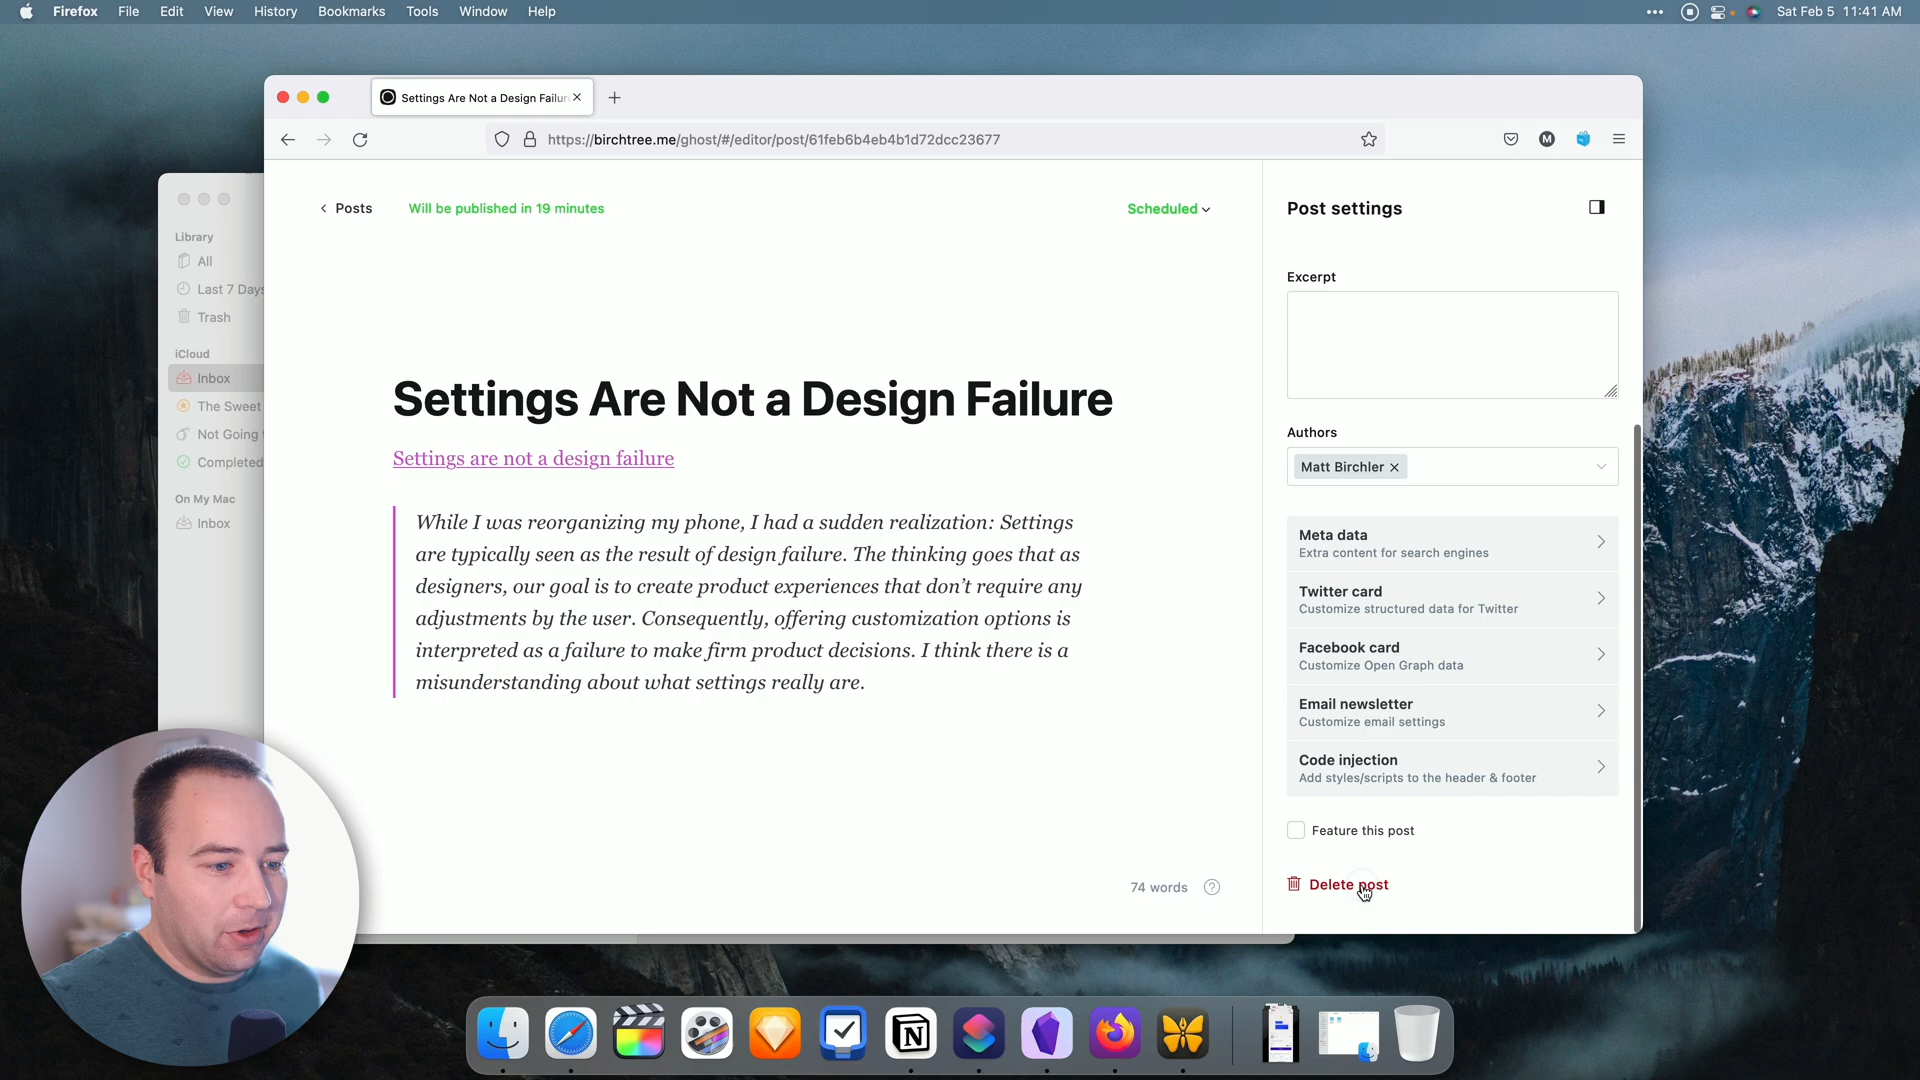 Firefox File Edit View History Bookmarks Tools Window Help
Sat Feb 5 11:41 AM
Settings Are Not a Design Failur
https://birchtree.me/ghost/#/editor/post/61feb6b4eb4b1d72dcc23677
M
Library
All
Last 7 Days
Trash
iCloud
Inbox
The Sweet
Not Going
Completed
On My Mac
Inbox
Posts
Will be published in 19 minutes
Scheduled
Settings Are Not a Design Failure
Settings are not a design failure
While I was reorganizing my phone, I had a sudden realization: Settings
are typically seen as the result of design failure. The thinking goes that as
designers, our goal is to create product experiences that don’t require any
adjustments by the user. Consequently, offering customization options is
interpreted as a failure to make firm product decisions. I think there is a
misunderstanding about what settings really are.
74 words
?
Post settings
Excerpt
Authors
Matt Birchler
Meta data
Extra content for search engines
Twitter card
Customize structured data for Twitter
Facebook card
Customize Open Graph data
Email newsletter
Customize email settings
Code injection
Add styles/scripts to the header & footer
Feature this post
Delete post